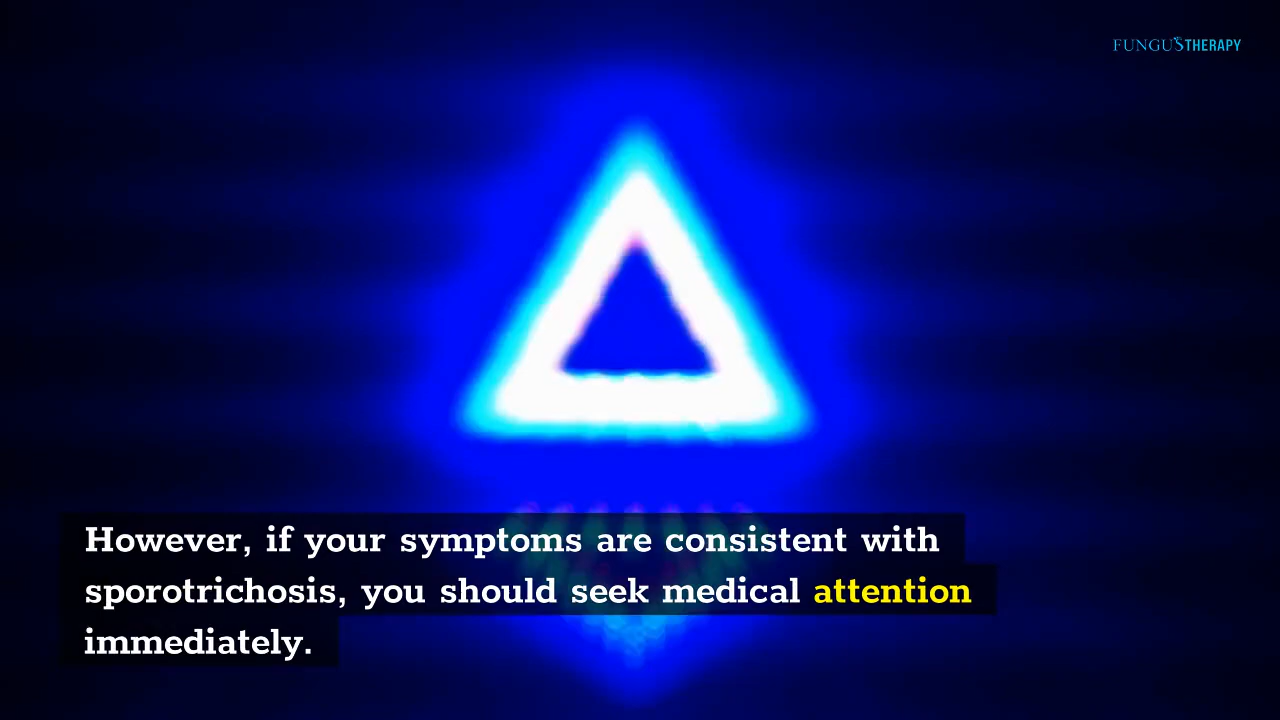 FUNGUSTHERAPY
However, if your symptoms are consistent with
sporotrichosis, you should seek medical attention
immediately.